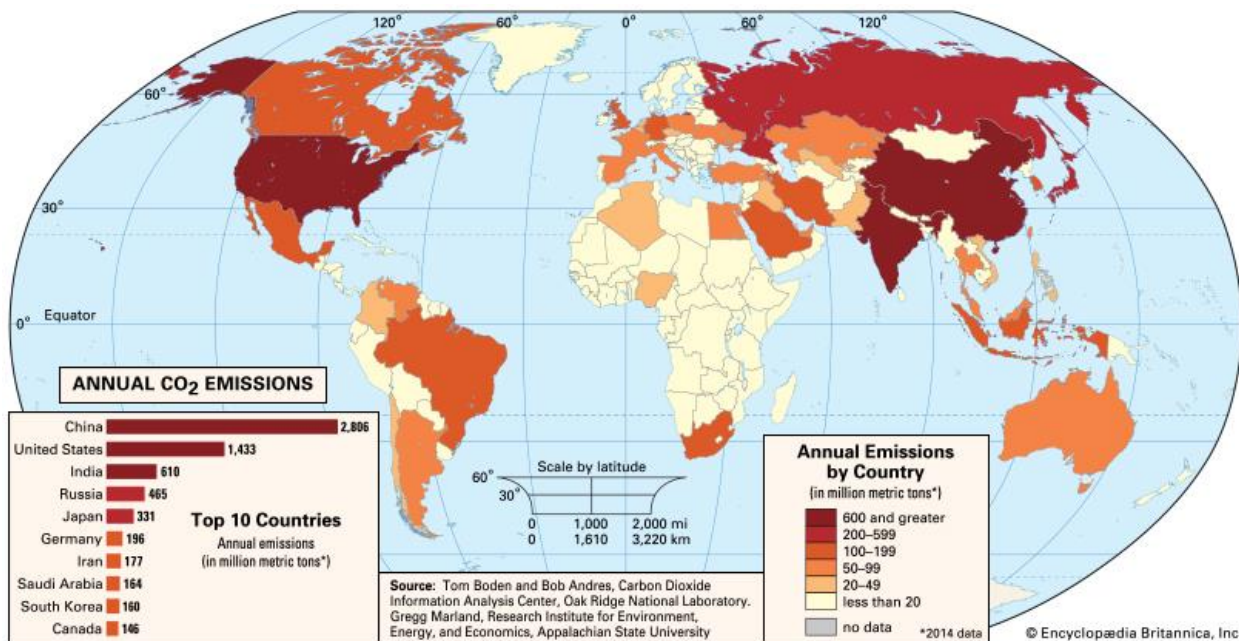 120°
60°
0°
60°
120°
60°
30°
Equator
0°
ANNUAL CO₂ EMISSIONS
China 2,806
United States 1,433
India 610
Russia 465
Japan 331
Germany 196
Iran 177
Saudi Arabia 164
South Korea 160
Canada 146
Top 10 Countries
Annual emissions
(in million metric tons*)
Scale by latitude
60°
30°
0 1,000 2,000 mi
0 1,610 3,220 km
Source: Tom Boden and Bob Andres, Carbon Dioxide
Information Analysis Center, Oak Ridge National Laboratory.
Gregg Marland, Research Institute for Environment,
Energy, and Economics, Appalachian State University
Annual Emissions
by Country
(in million metric tons*)
600 and greater
200–599
100–199
50–99
20–49
less than 20
no data
*2014 data
© Encyclopædia Britannica, Inc